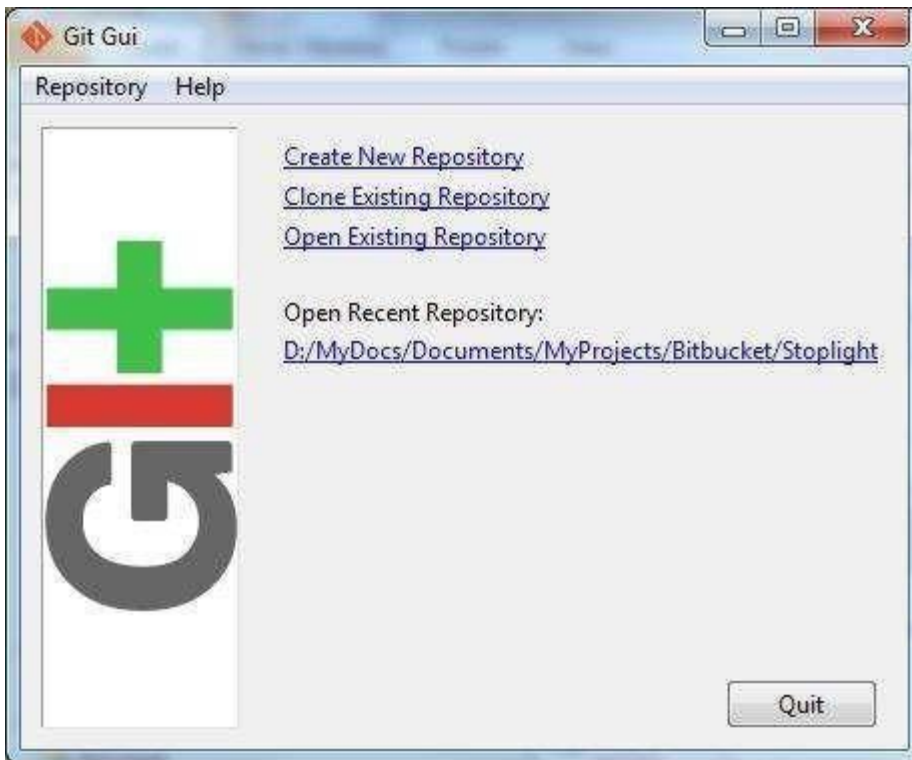 Git Gui
Repository Help
Create New Repository
Clone Existing Repository
Open Existing Repository
Open Recent Repository:
D:/MyDocs/Documents/MyProjects/Bitbucket/Stoplight
GIT
Quit